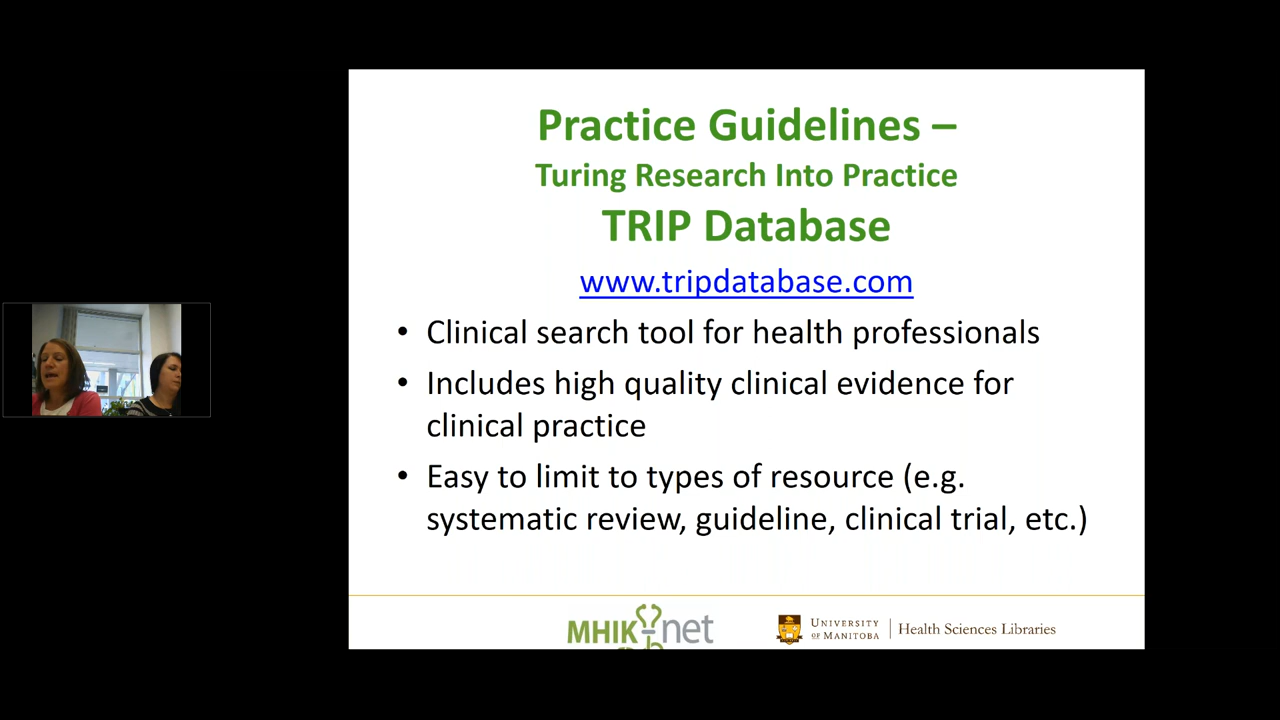 Practice Guidelines –
Turing Research Into Practice
TRIP Database
www.tripdatabase.com
• Clinical search tool for health professionals
• Includes high quality clinical evidence for
clinical practice
• Easy to limit to types of resource (e.g.
systematic review, guideline, clinical trial, etc.)
MHIK-net
UNIVERSITY
OF MANITOBA
Health Sciences Libraries